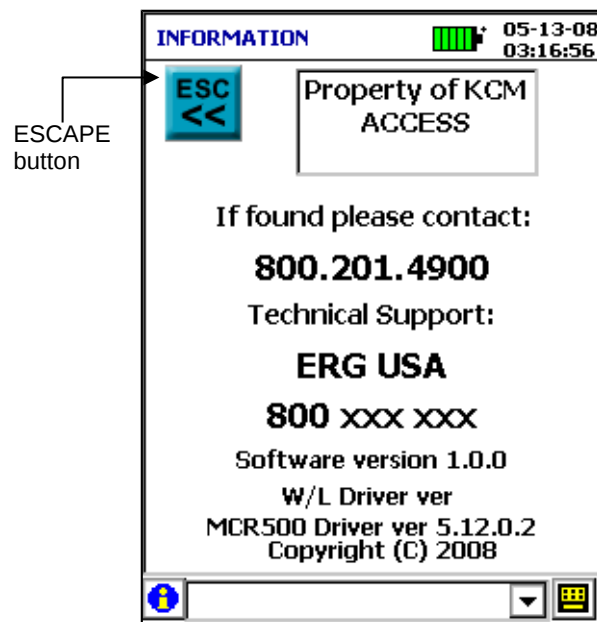 INFORMATION
05-13-08
03:16:56
ESCAPE
button
ESC
<<
Property of KCM
ACCESS
If found please contact:
800.201.4900
Technical Support:
ERG USA
800 xxx xxx
Software version 1.0.0
W/L Driver ver
MCR500 Driver ver 5.12.0.2
Copyright (C) 2008